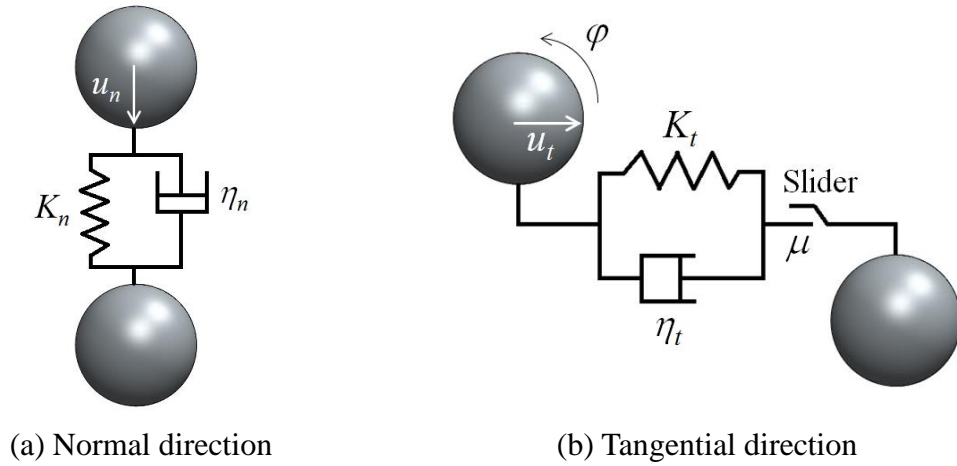 u_n
K_n
η_n
φ
u_t
K_t
Slider
μ
η_t
(a) Normal direction
(b) Tangential direction